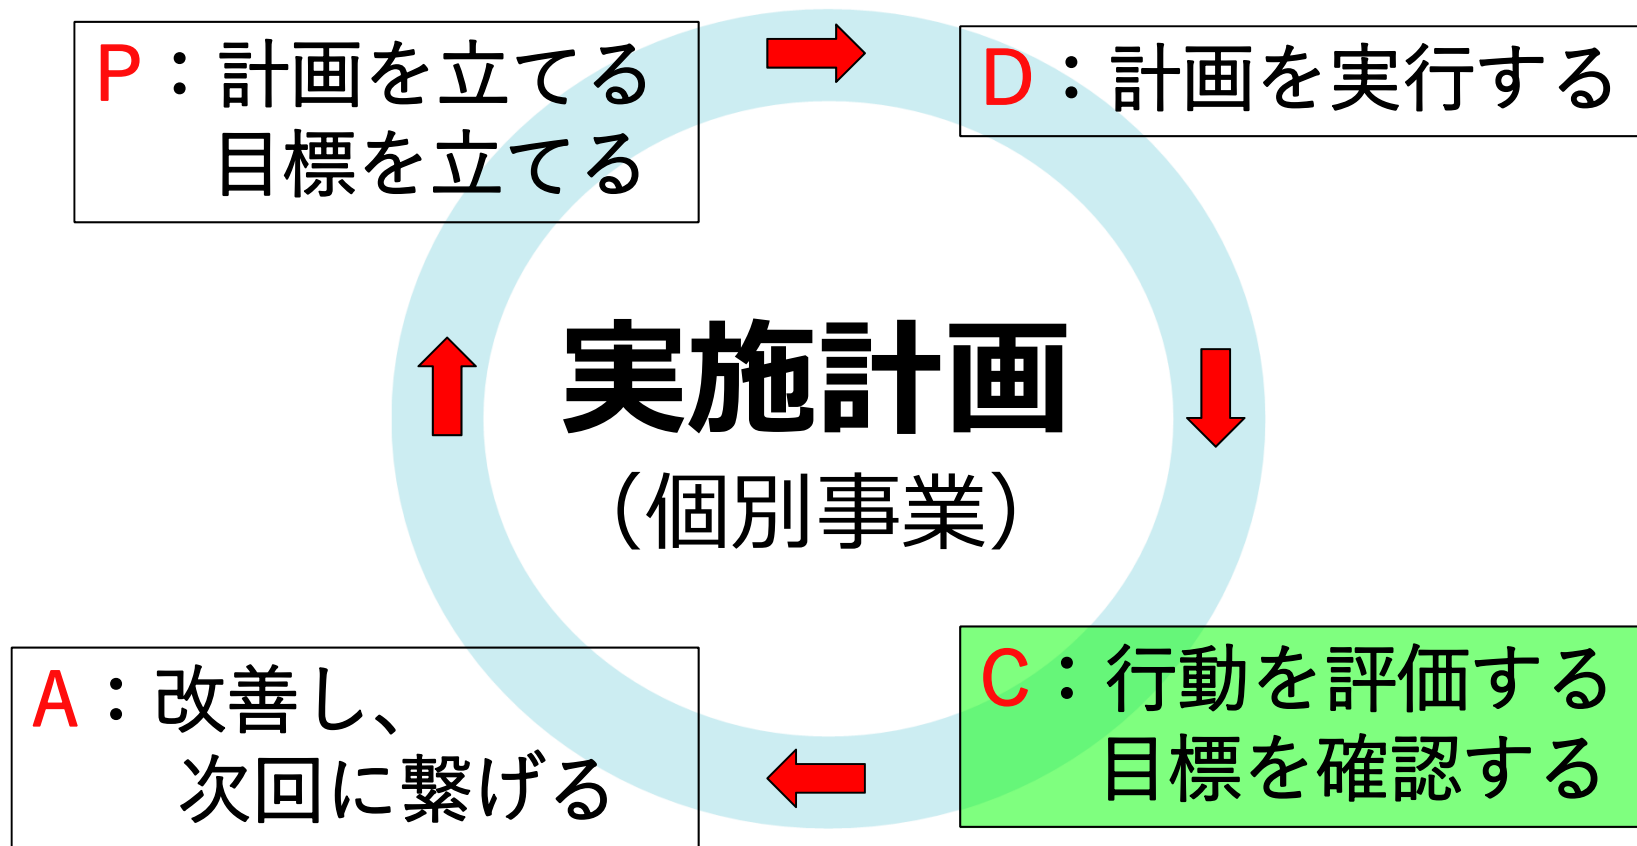 P：計画を立てる
目標を立てる
D：計画を実行する
実施計画
（個別事業）
A：改善し、
次回に繋げる
C：行動を評価する
目標を確認する